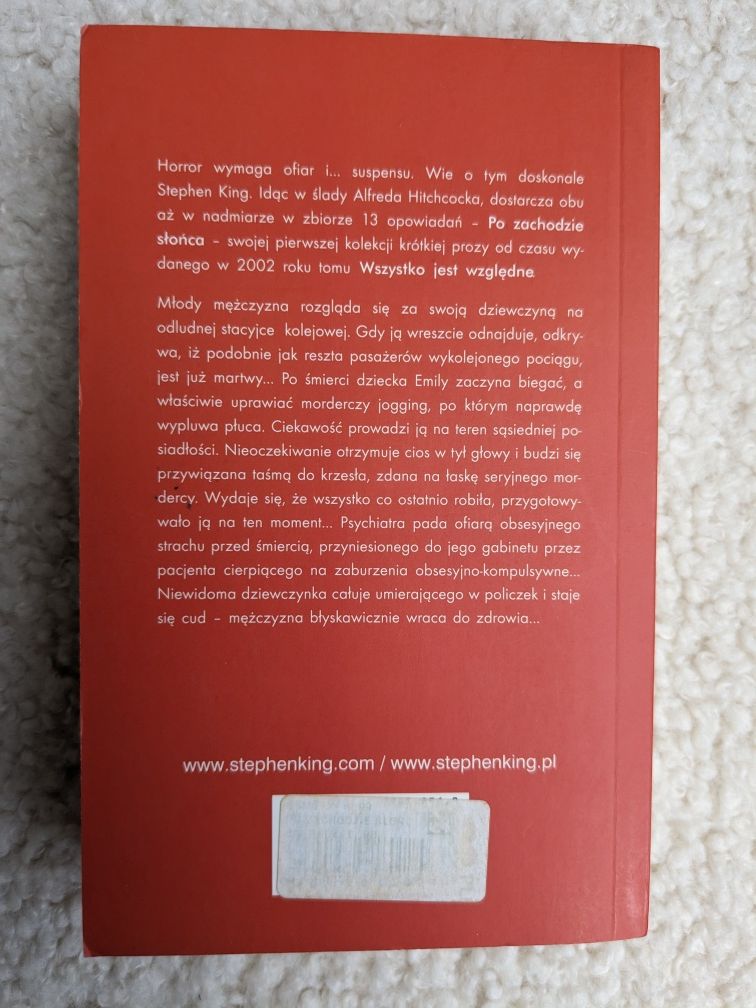 Horror wymaga ofiar i... suspensu. Wie o tym doskonale
Stephen King. Idąc w ślady Alfreda Hitchcocka, dostarcza obu
aż w nadmiarze w zbiorze 13 opowiadań – Po zachodzie
słońca – swojej pierwszej kolekcji krótkiej prozy od czasu wy-
danego w 2002 roku tomu Wszystko jest względne.
Młody mężczyzna rozgląda się za swoją dziewczyną na
odludnej stacyjce kolejowej. Gdy ją wreszcie odnajduje, odkry-
wa, iż podobnie jak reszta pasażerów wykolejonego pociągu,
jest już martwy... Po śmierci dziecka Emily zaczyna biegać, a
właściwie uprawiać morderczy jogging, po którym naprawdę
wypluwa płuca. Ciekawość prowadzi ją na teren sąsiedniej po-
siadłości. Nieoczekiwanie otrzymuje cios w tył głowy i budzi się
przywiązana taśmą do krzesła, zdana na łaskę seryjnego mor-
dercy. Wydaje się, że wszystko co ostatnio robiła, przygotowy-
wało ją na ten moment... Psychiatra pada ofiarą obsesyjnego
strachu przed śmiercią, przyniesionego do jego gabinetu przez
pacjenta cierpiącego na zaburzenia obsesyjno-kompulsywne...
Niewidoma dziewczynka całuje umierającego w policzek i staje
się cud – mężczyzna błyskawicznie wraca do zdrowia...
www.stephenking.com / www.stephenking.pl